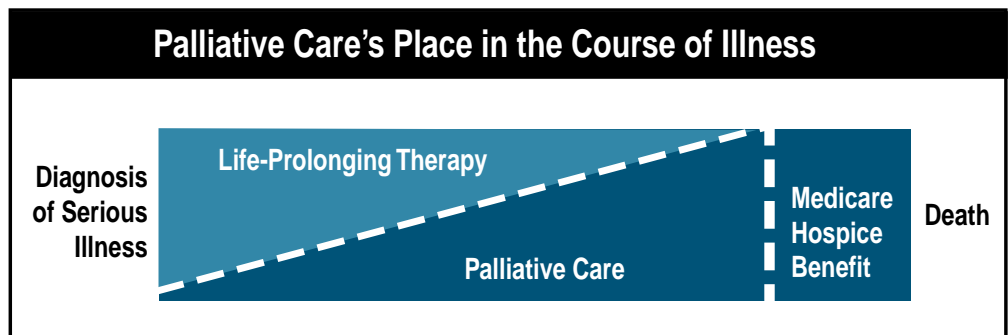 Palliative Care’s Place in the Course of Illness
Diagnosis
of Serious
Illness
Life-Prolonging Therapy
Palliative Care
Medicare
Hospice
Benefit
Death